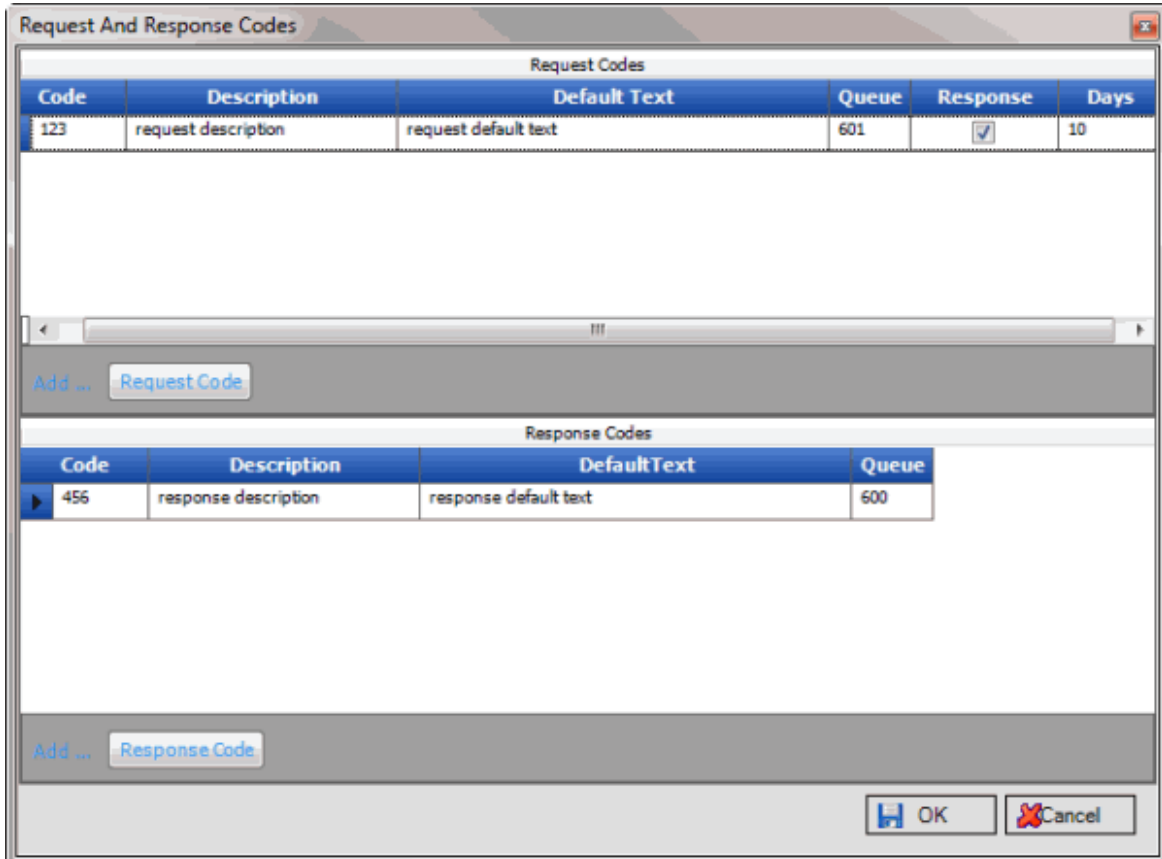 Request And Response Codes
Request Codes
Code Description Default Text Queue Response Days
123 request description request default text 601 10
Add ... Request Code
Response Codes
Code Description DefaultText Queue
456 response description response default text 600
Add ... Response Code
OK Cancel